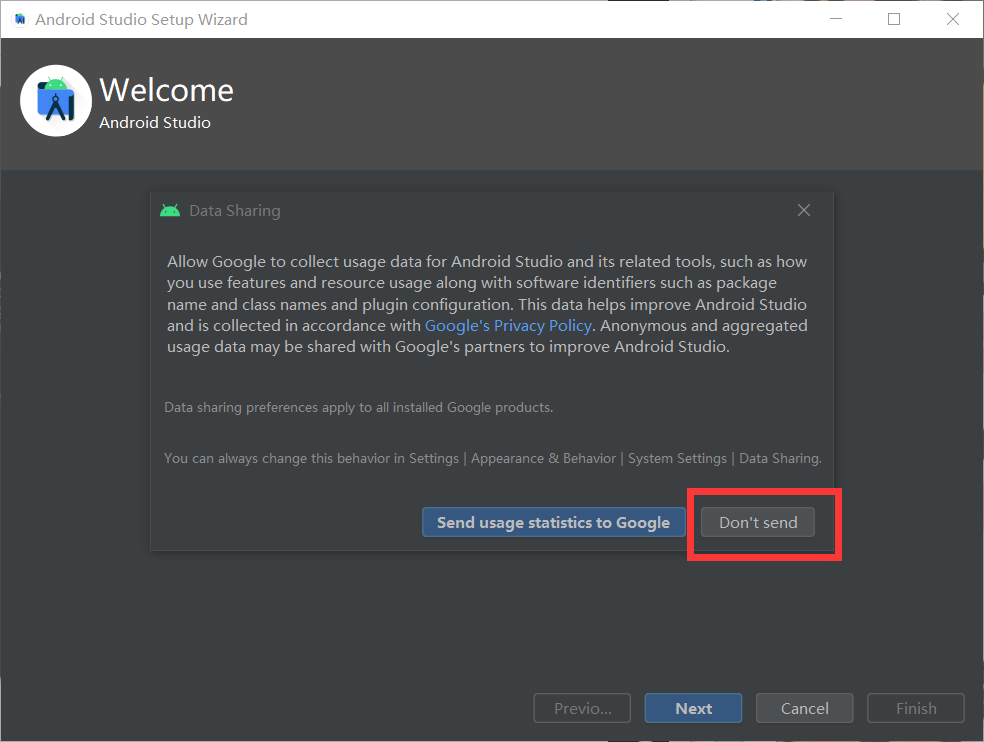 Android Studio Setup Wizard
Welcome
Android Studio
Data Sharing
Allow Google to collect usage data for Android Studio and its related tools, such as how
you use features and resource usage along with software identifiers such as package
name and class names and plugin configuration. This data helps improve Android Studio
and is collected in accordance with Google's Privacy Policy. Anonymous and aggregated
usage data may be shared with Google's partners to improve Android Studio.
Data sharing preferences apply to all installed Google products.
You can always change this behavior in Settings | Appearance & Behavior | System Settings | Data Sharing.
Send usage statistics to Google Don't send
Previo... Next Cancel Finish